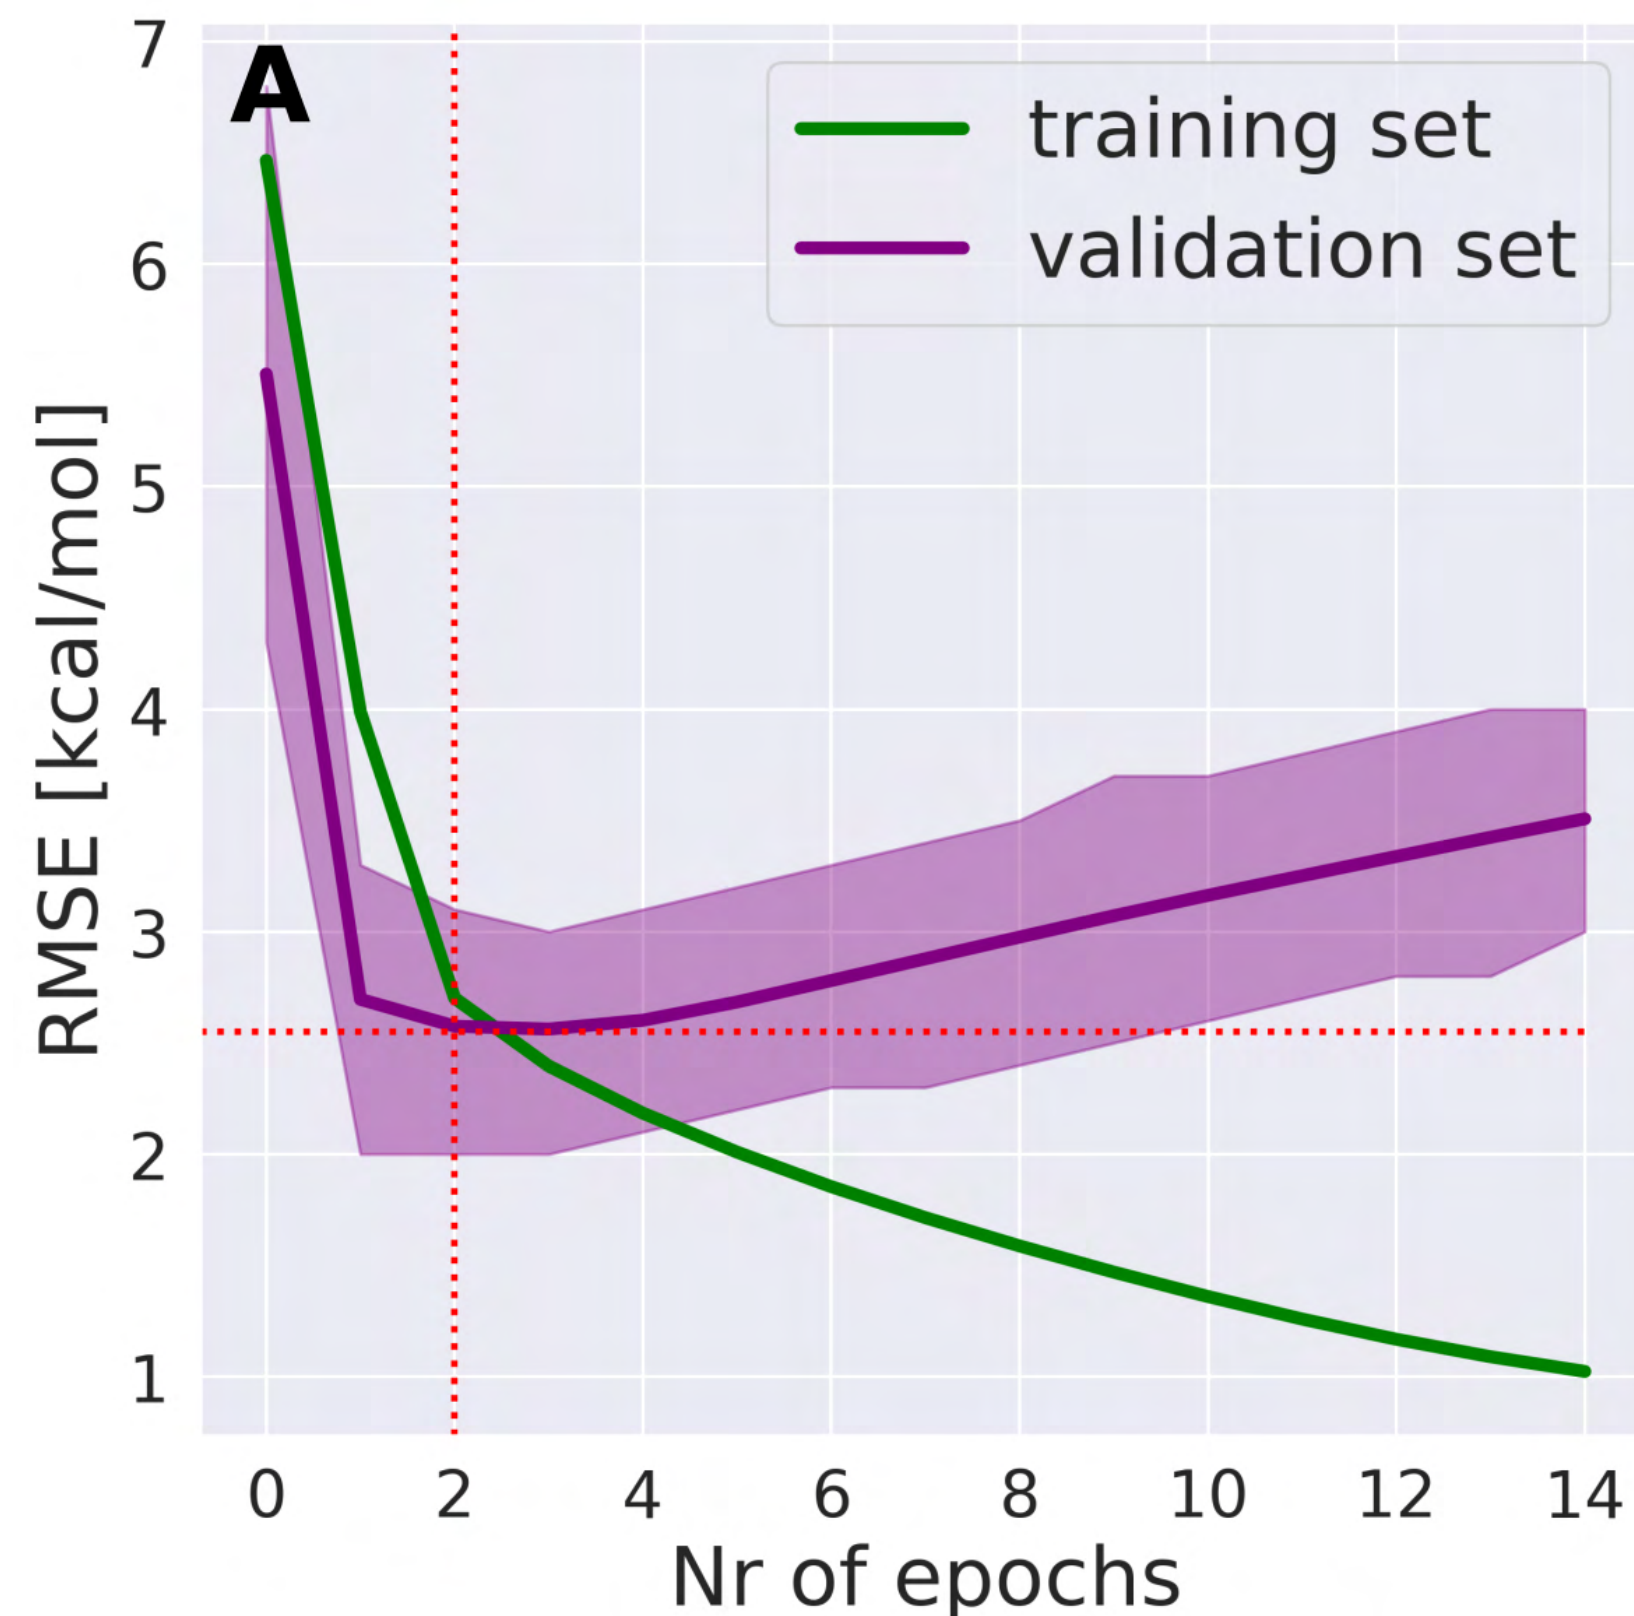 A
training set
validation set
RMSE [kcal/mol]
7
6
5
4
3
2
1
0 2 4 6 8 10 12 14
Nr of epochs